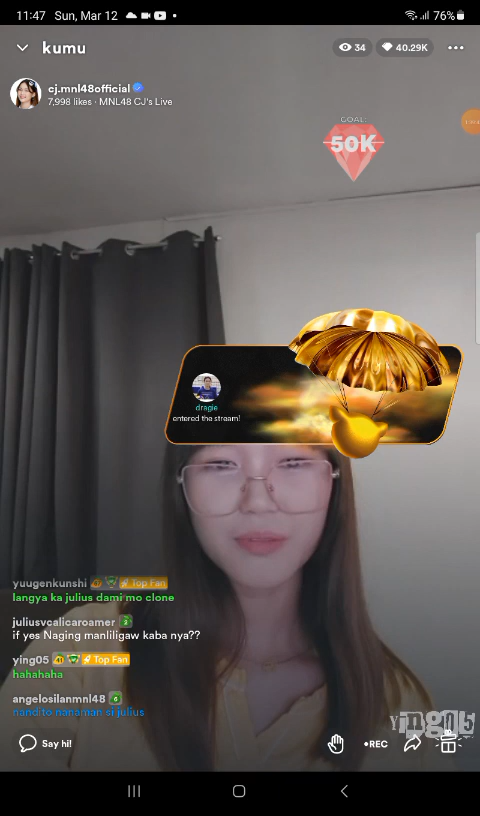 11:47 Sun, Mar 12 76%
kumu
34 40.29K
cj.mnl48official
7,998 likes · MNL48 CJ's Live
GOAL:
50K
dragie
entered the stream!
yuugenkunshi Top Fan
langya ka julius dami mo clone
juliusvcalicaroamer
if yes Naging manliligaw kaba nya??
ying05 Top Fan
hahahaha
angelosilanmnl48 6
nandito nanaman si julius
ying05
Say hi!
•REC